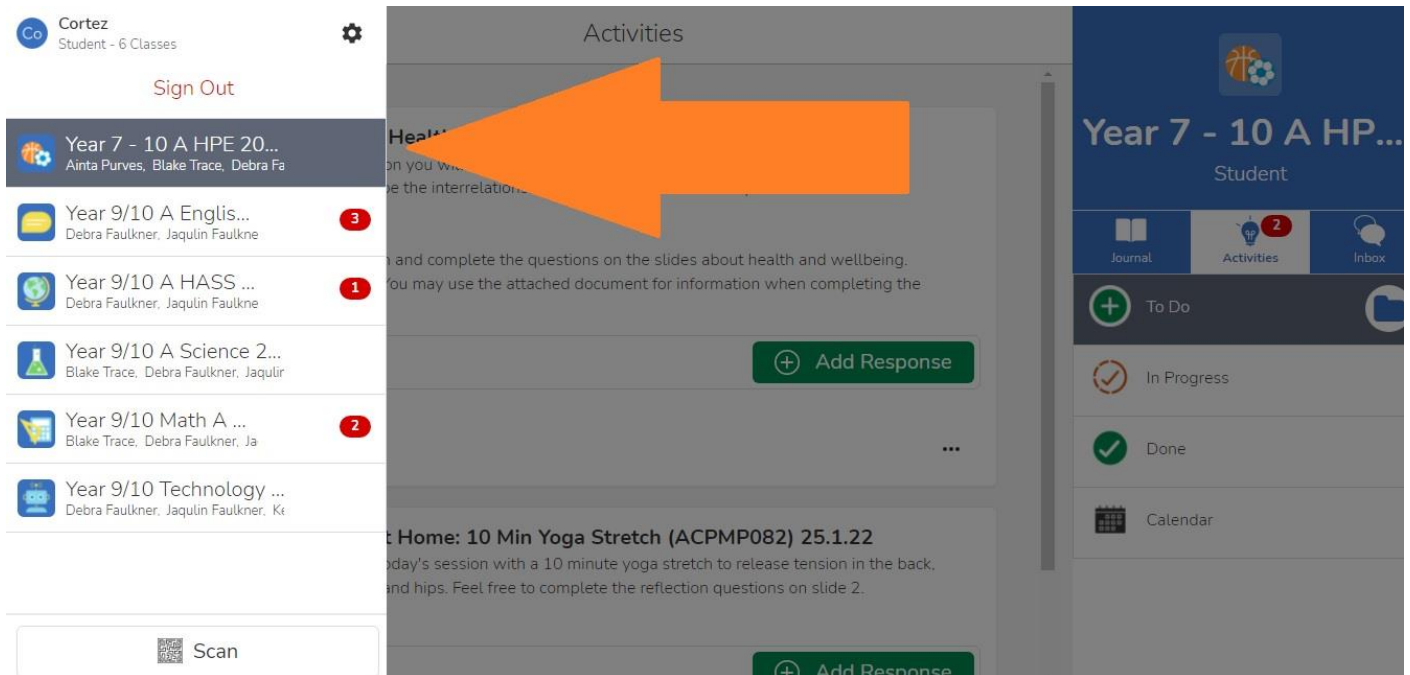 Co
Cortez
Student - 6 Classes
Sign Out
Year 7 - 10 A HPE 20...
Ainta Purves, Blake Trace, Debra Fa
Year 9/10 A Englis...
Debra Faulkner, Jaqulin Faulkne
3
Year 9/10 A HASS ...
Debra Faulkner, Jaqulin Faulkne
1
Year 9/10 A Science 2...
Blake Trace, Debra Faulkner, Jaqulir
Year 9/10 Math A ...
Blake Trace, Debra Faulkner, Ja
2
Year 9/10 Technology ...
Debra Faulkner, Jaqulin Faulkner, Ke
Scan
Activities
on you
be the
and complete the questions on the slides about health and wellbeing.
You may use the attached document for information when completing the
Add Response
...
t Home: 10 Min Yoga Stretch (ACPMP082) 25.1.22
oday's session with a 10 minute yoga stretch to release tension in the back,
and hips. Feel free to complete the reflection questions on slide 2.
Add Response
Year 7 - 10 A HP...
Student
Journal
Activities
2
Inbox
To Do
In Progress
Done
Calendar